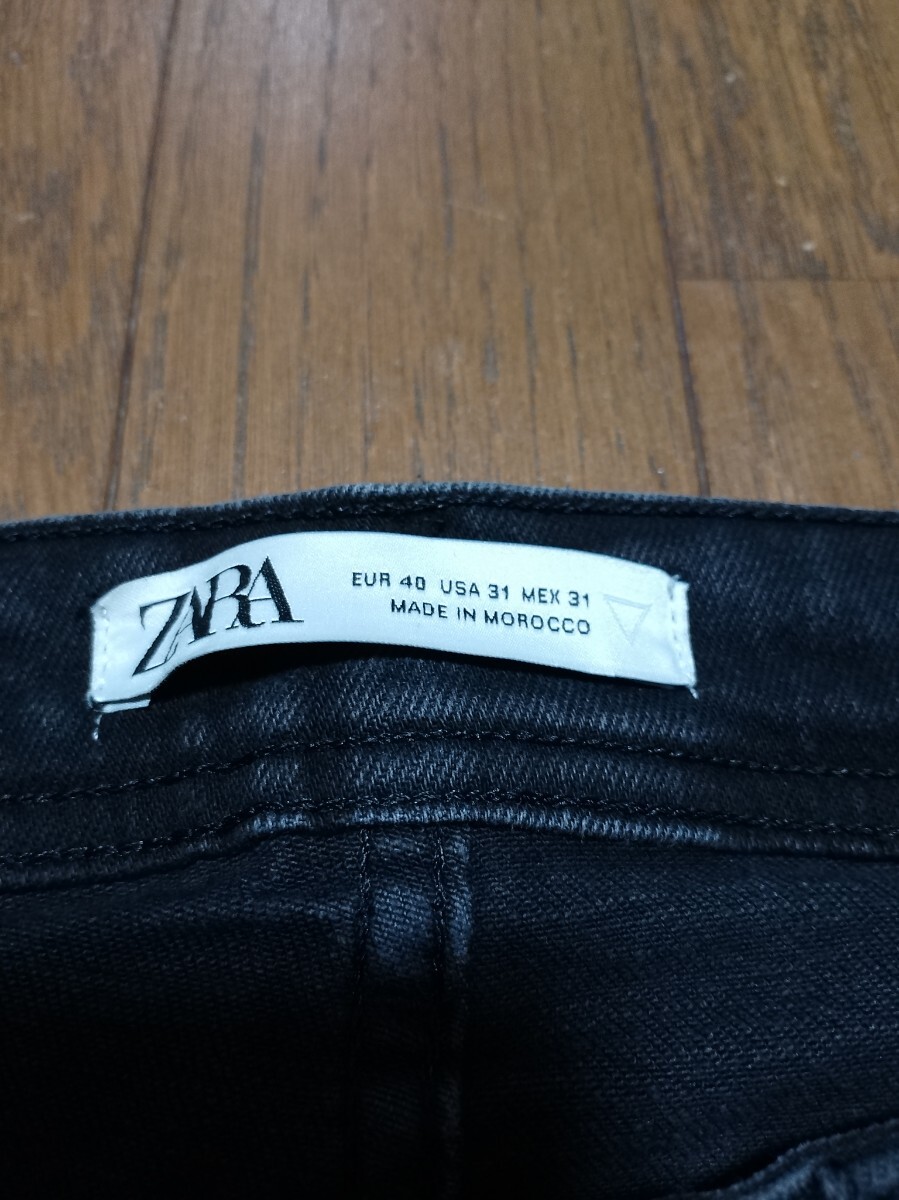 ZARA
EUR 40 USA 31 MEX 31
MADE IN MOROCCO